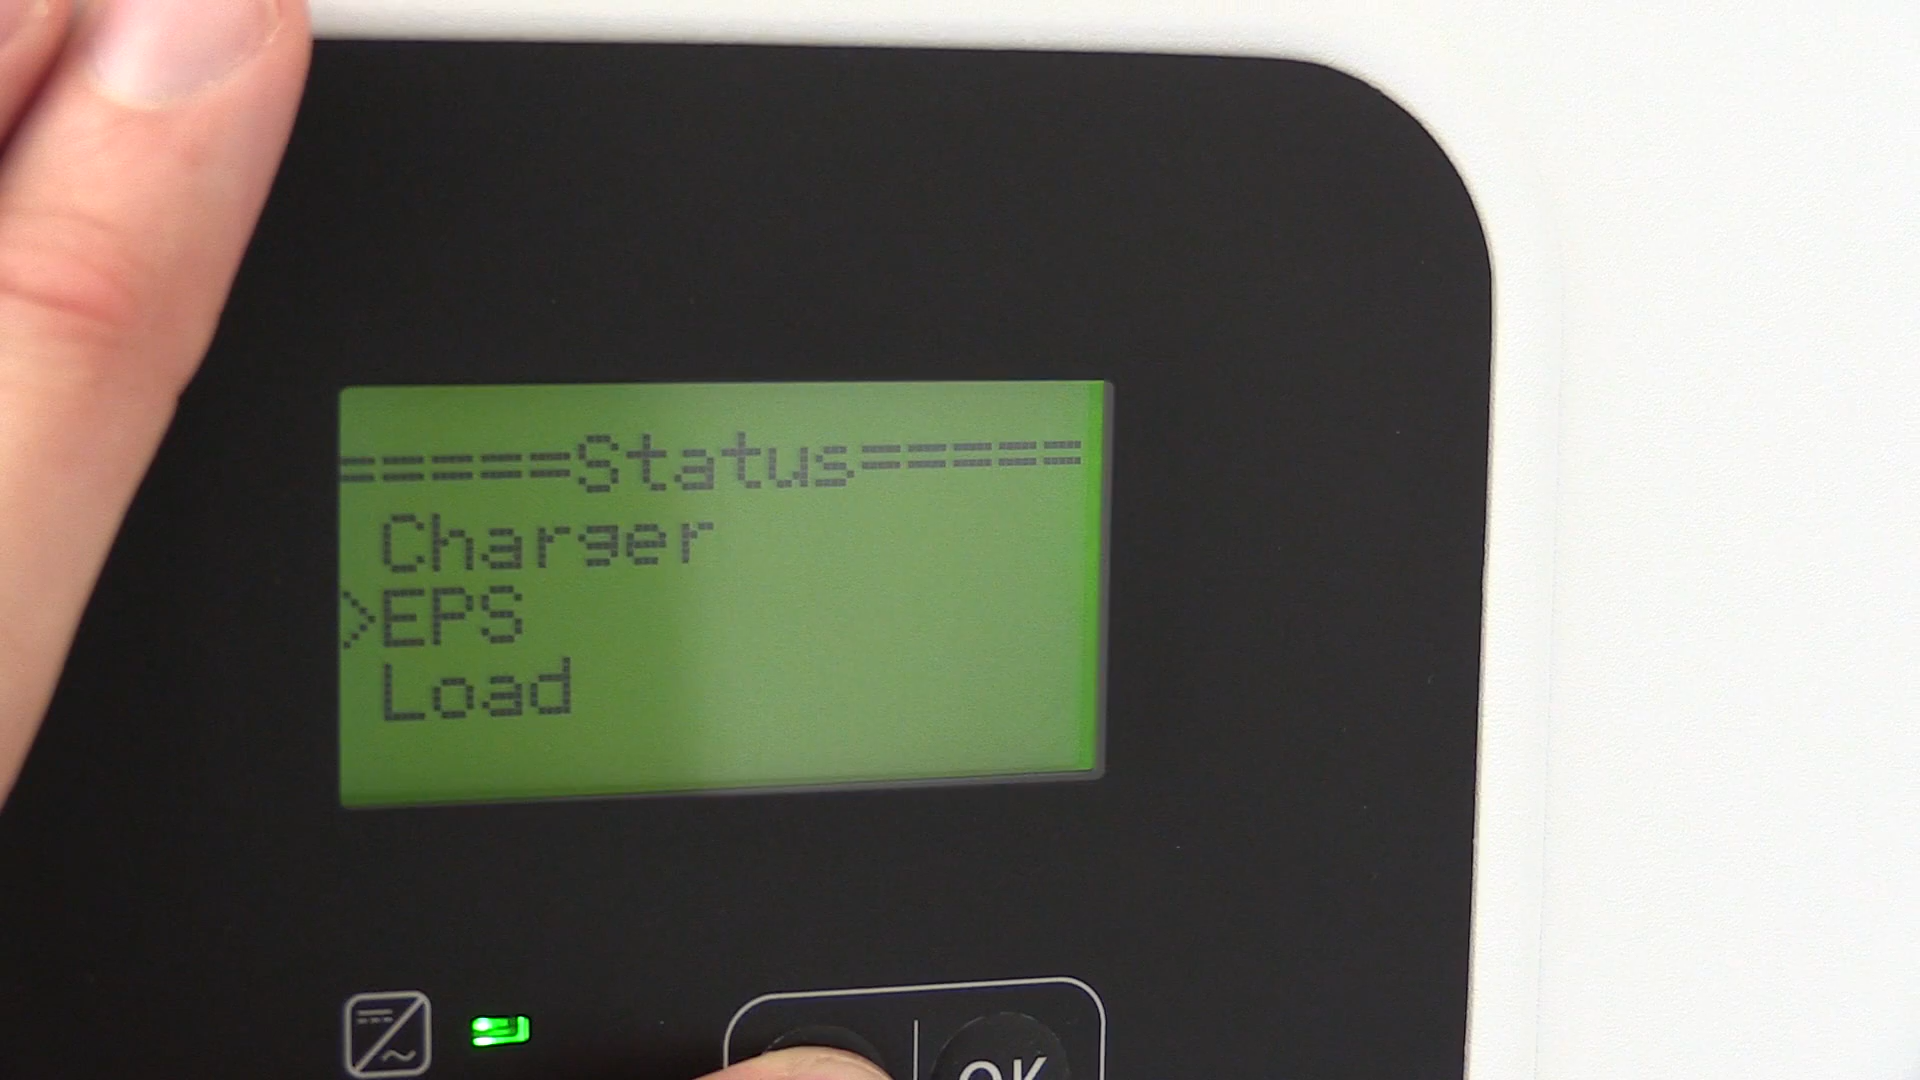 =====Status=====
Charger
>EPS
Load
OK